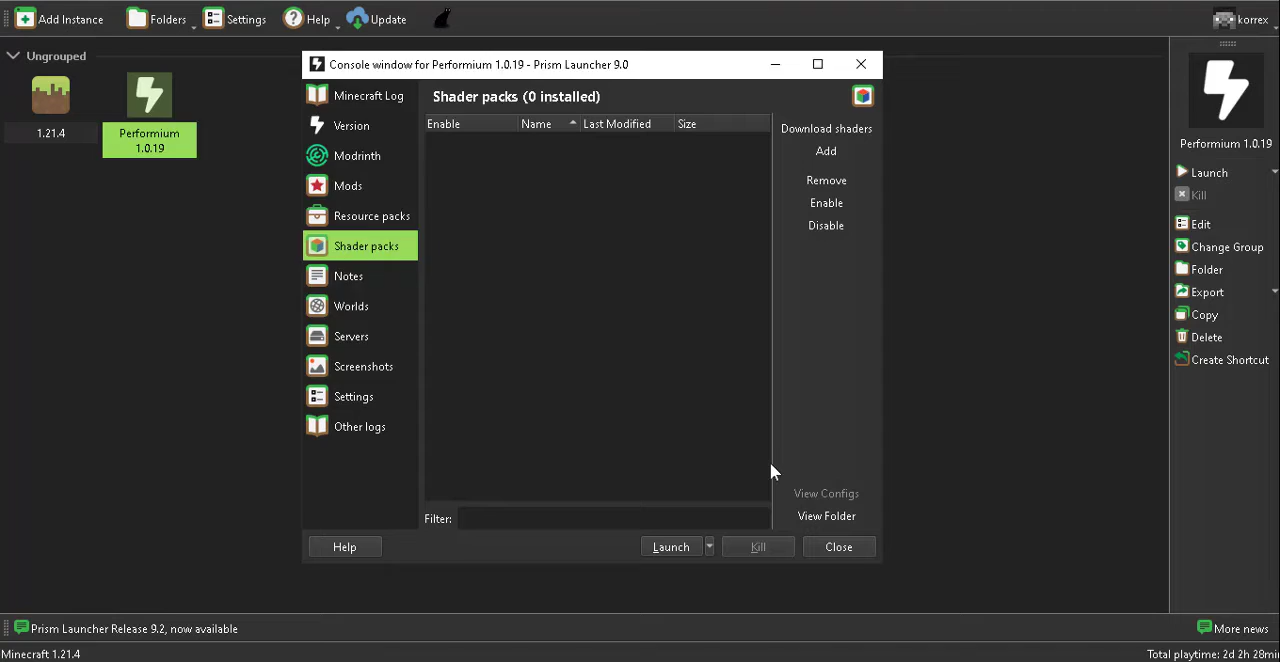 Add Instance
Folders
Settings
Help
Update
korrex
Ungrouped
1.21.4
Performium
1.0.19
Console window for Performium 1.0.19 - Prism Launcher 9.0
Minecraft Log
Version
Modrinth
Mods
Resource packs
Shader packs
Notes
Worlds
Servers
Screenshots
Settings
Other logs
Shader packs (0 installed)
Enable Name Last Modified Size
Download shaders
Add
Remove
Enable
Disable
View Configs
View Folder
Filter:
Help
Launch
Kill
Close
Performium 1.0.19
Launch
Kill
Edit
Change Group
Folder
Export
Copy
Delete
Create Shortcut
Prism Launcher Release 9.2, now available
More news
Minecraft 1.21.4
Total playtime: 2d 2h 28mi